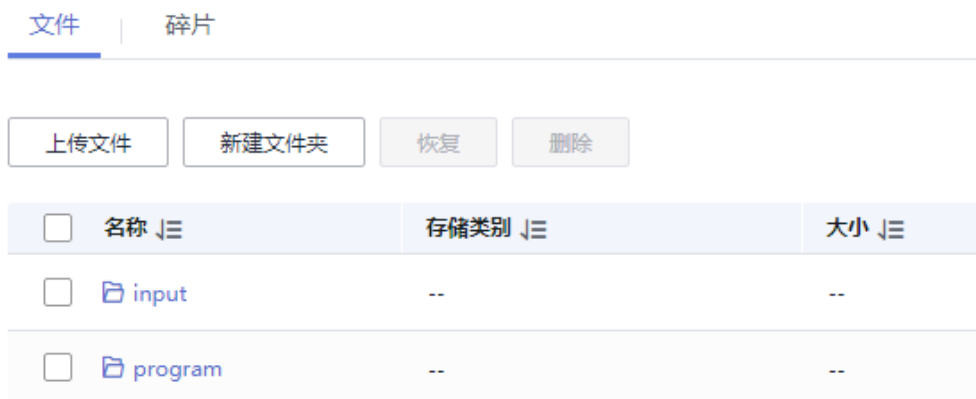 文件 碎片
上传文件 新建文件夹 恢复 删除
名称 存储类别 大小
input -- --
program -- --